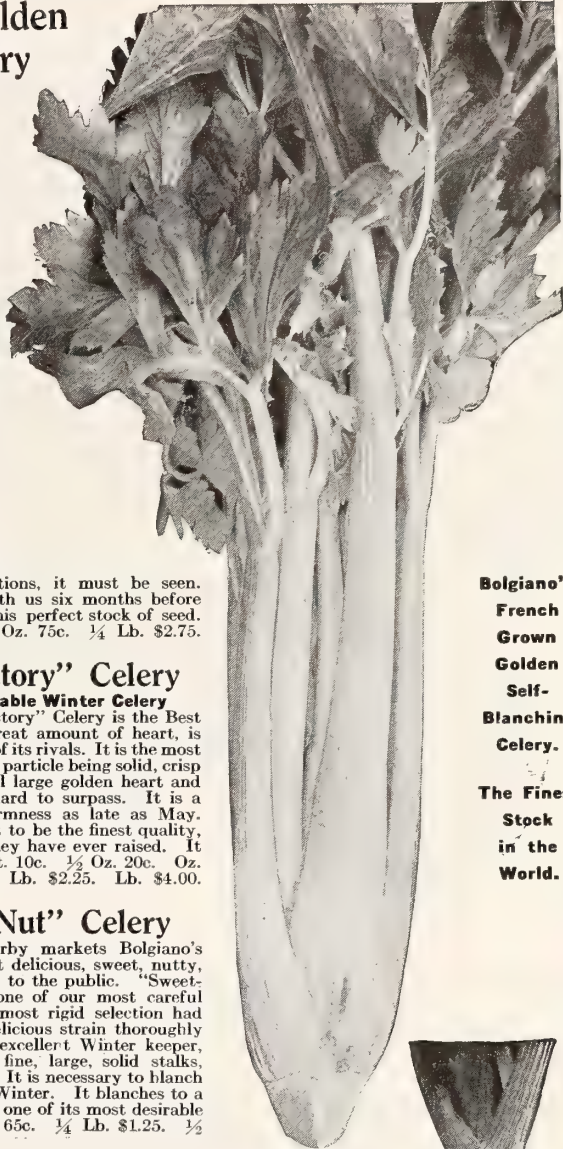 lden
ry
tions, it must be seen.
th us six months before
his perfect stock of seed.
Oz. 75c. ¼ Lb. $2.75.
tory" Celery
able Winter Celery
tory" Celery is the Best
reat amount of heart, is
f its rivals. It is the most
particle being solid, crisp
l large golden heart and
ard to surpass. It is a
rmness as late as May.
, to be the finest quality,
ey have ever raised. It
t. 10c. ½ Oz. 20c. Oz.
Lb. $2.25. Lb. $4.00.
Nut" Celery
rby markets Bolgiano's
t delicious, sweet, nutty,
to the public. "Sweet-
one of our most careful
most rigid selection had
licious strain thoroughly
excellent Winter keeper,
fine, large, solid stalks,
It is necessary to blanch
Winter. It blanches to a
one of its most desirable
65c. ¼ Lb. $1.25. ½
Bolgiano'
French
Grown
Golden
Self-
Blanchin
Celery.
The Fine
Stock
in the
World.